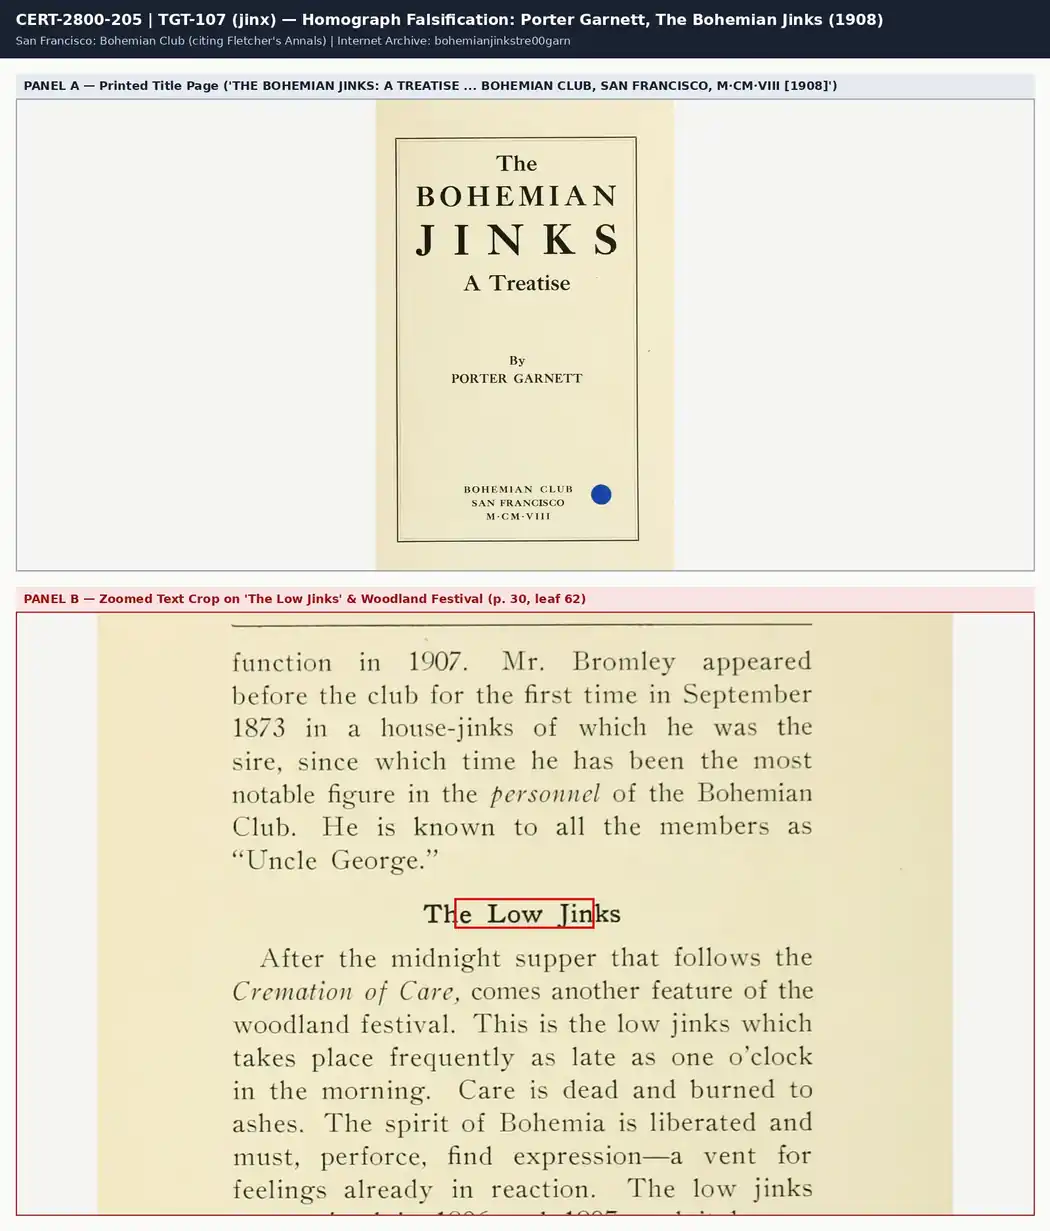 CERT-2800-205 | TGT-107 (jinx) — Homograph Falsification: Porter Garnett, The Bohemian Jinks (1908)
San Francisco: Bohemian Club (citing Fletcher's Annals) | Internet Archive: bohemianjinkstre00garn
PANEL A — Printed Title Page ('THE BOHEMIAN JINKS: A TREATISE ... BOHEMIAN CLUB, SAN FRANCISCO, M·CM·VIII [1908]')
The
BOHEMIAN
JINKS
A Treatise
By
PORTER GARNETT
BOHEMIAN CLUB
SAN FRANCISCO
M·CM·VIII
PANEL B — Zoomed Text Crop on 'The Low Jinks' & Woodland Festival (p. 30, leaf 62)
function in 1907. Mr. Bromley appeared
before the club for the first time in September
1873 in a house-jinks of which he was the
sire, since which time he has been the most
notable figure in the personnel of the Bohemian
Club. He is known to all the members as
“Uncle George.”
The Low Jinks
After the midnight supper that follows the
Cremation of Care, comes another feature of the
woodland festival. This is the low jinks which
takes place frequently as late as one o’clock
in the morning. Care is dead and burned to
ashes. The spirit of Bohemia is liberated and
must, perforce, find expression—a vent for
feelings already in reaction. The low jinks